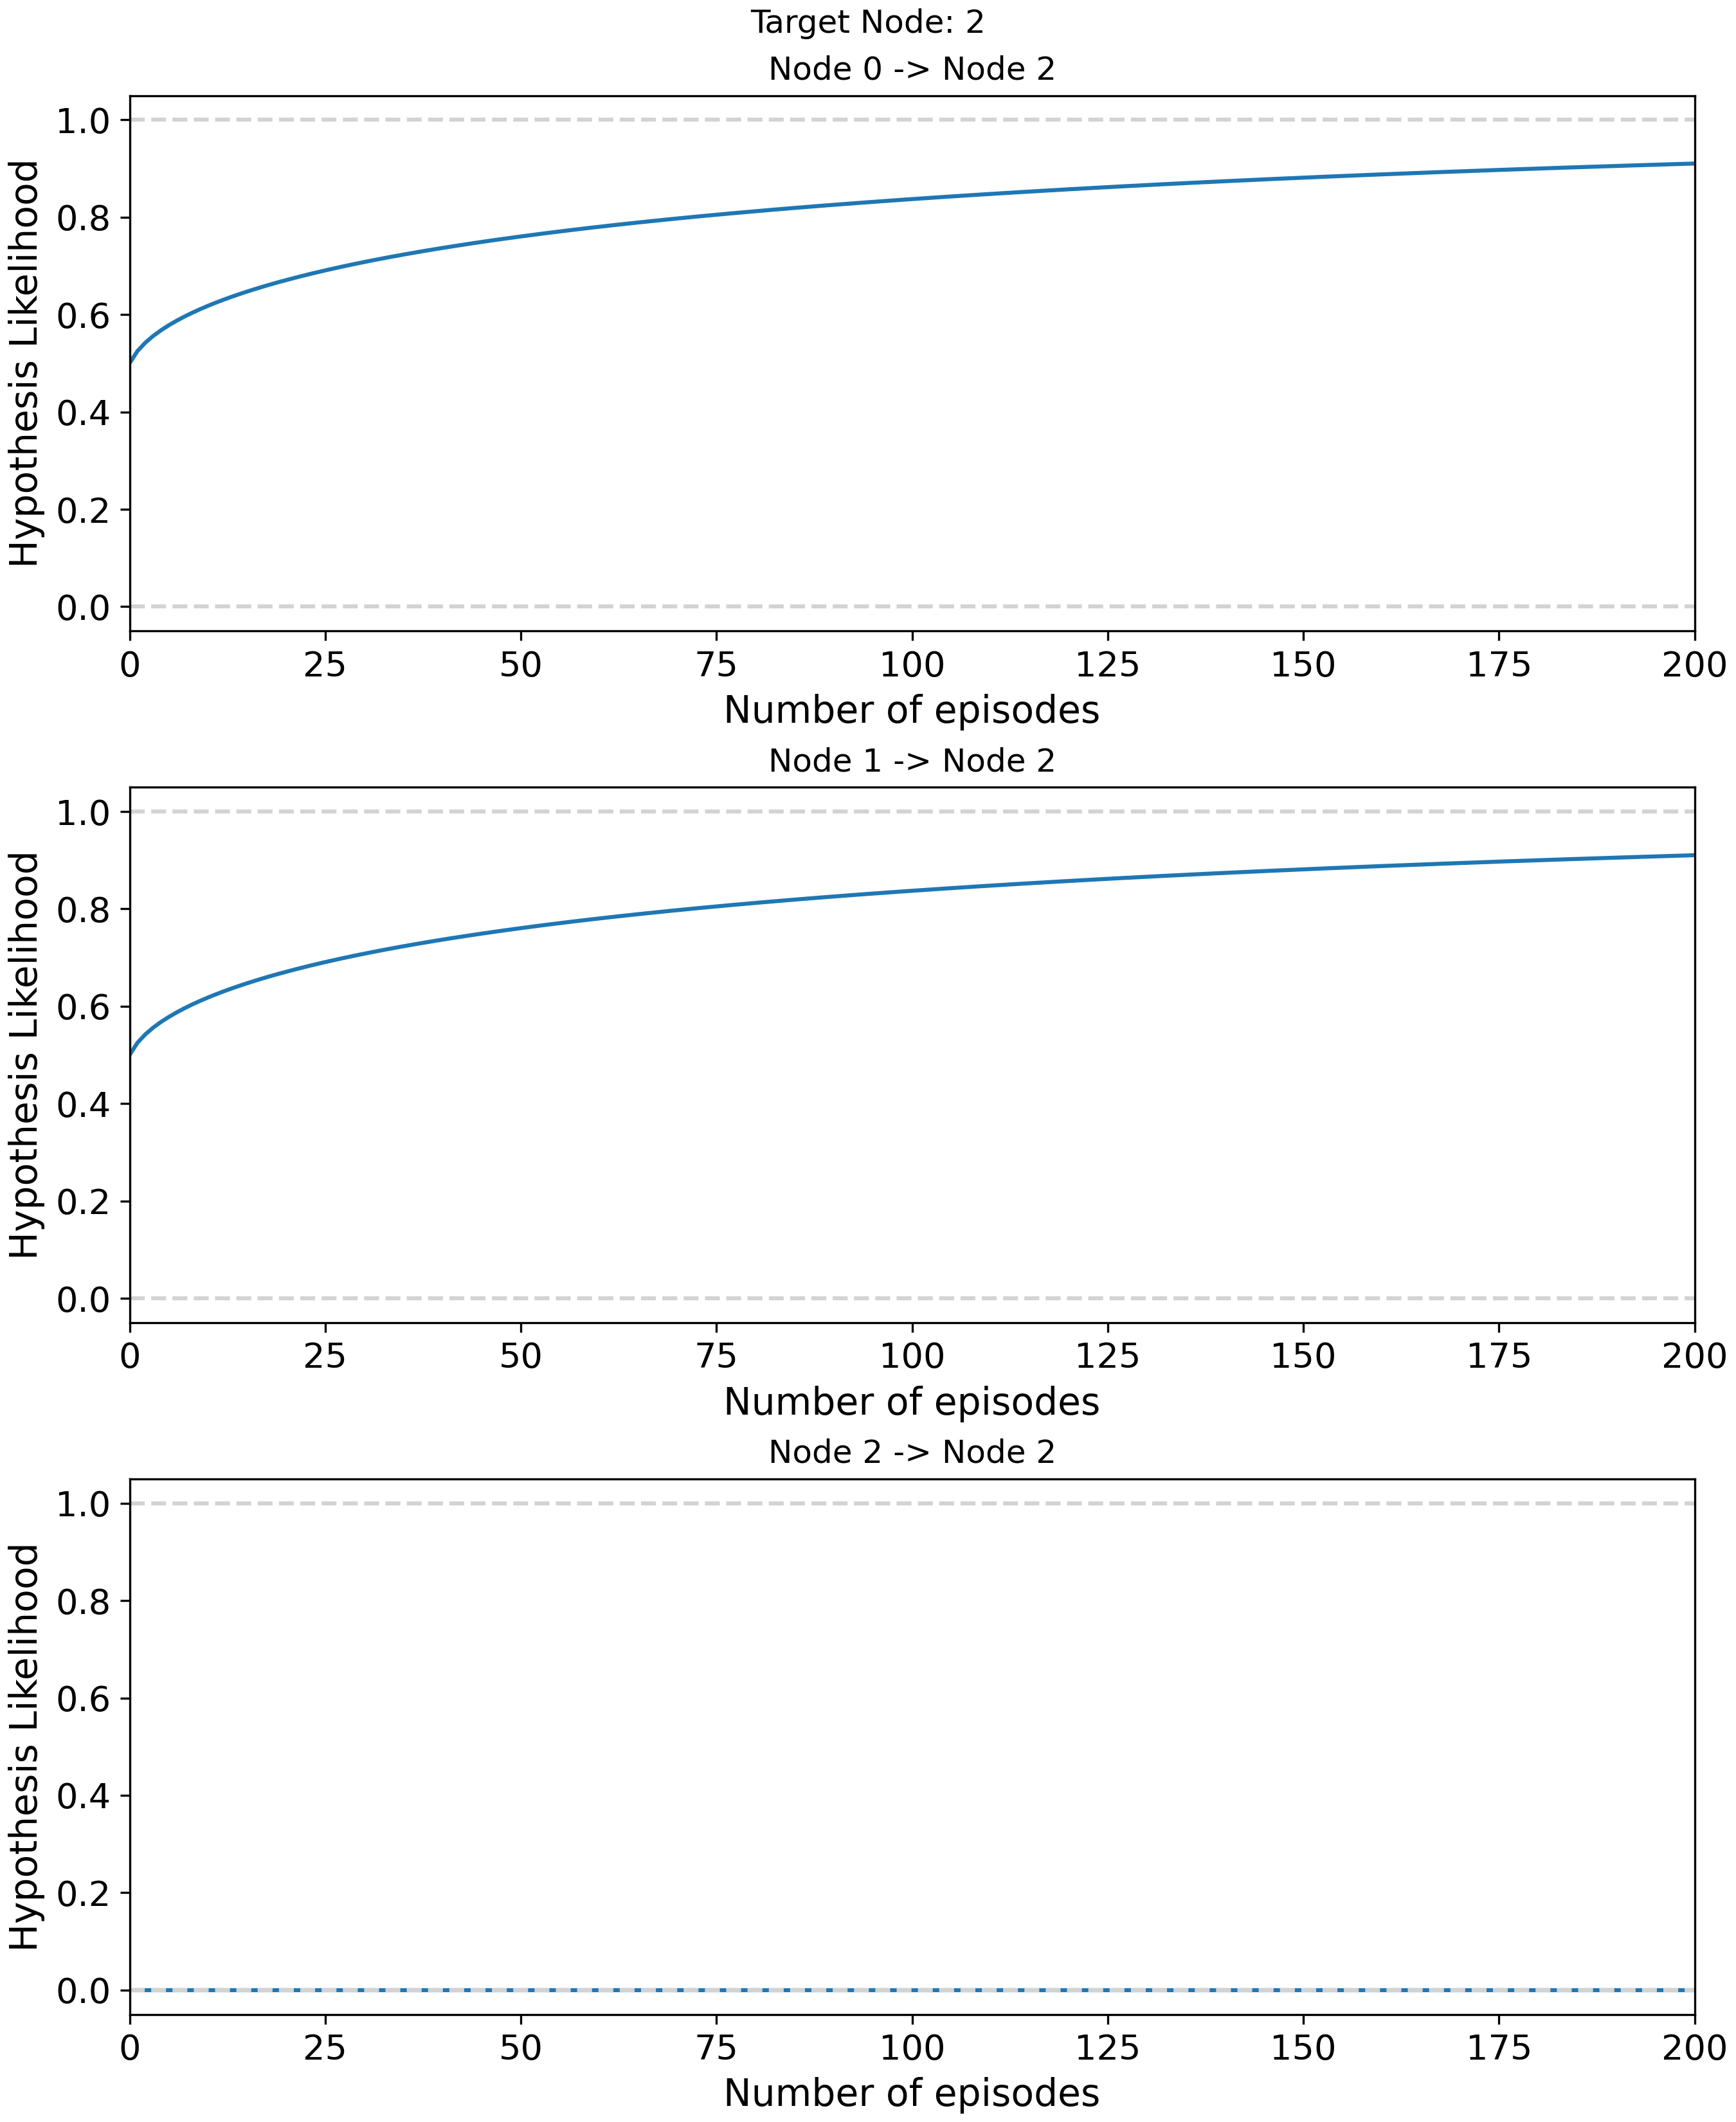 Target Node: 2
Node 0 -> Node 2
Hypothesis Likelihood
1.0
0.8
0.6
0.4
0.2
0.0
0 25 50 75 100 125 150 175 200
Number of episodes
Node 1 -> Node 2
Hypothesis Likelihood
1.0
0.8
0.6
0.4
0.2
0.0
0 25 50 75 100 125 150 175 200
Number of episodes
Node 2 -> Node 2
Hypothesis Likelihood
1.0
0.8
0.6
0.4
0.2
0.0
0 25 50 75 100 125 150 175 200
Number of episodes